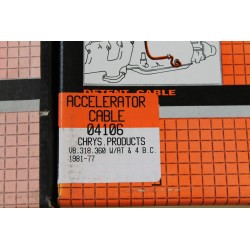 DETENT CABLE
ACCELERATOR
CABLE
04106
CHRYS.PRODUCTS
V8.318.360 W/AT & 4 B.C.
1981-77